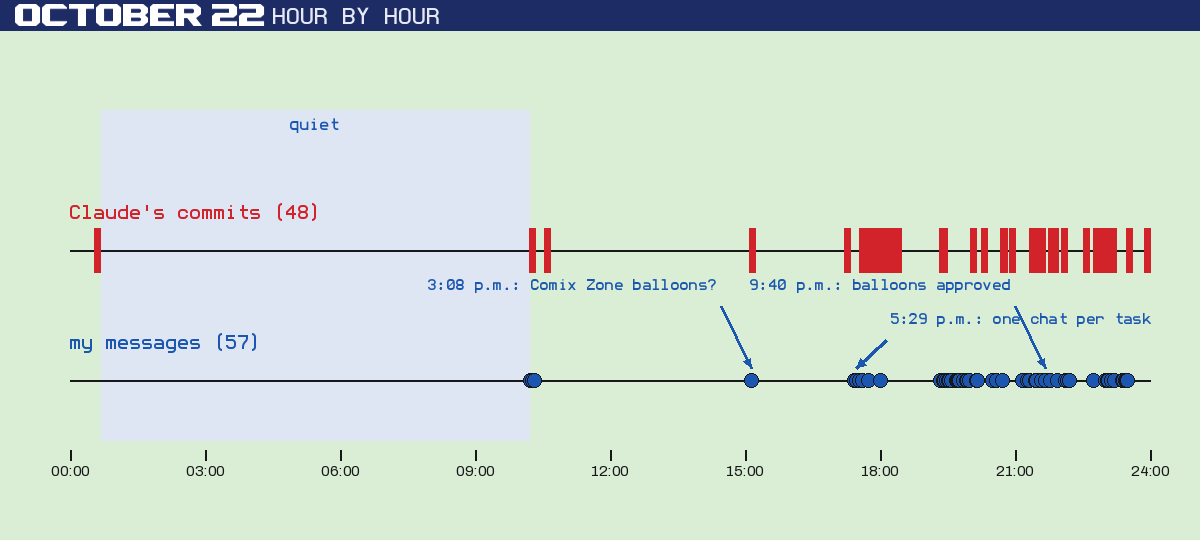 OCTOBER 22 HOUR BY HOUR
quiet
Claude's commits (48)
3:08 p.m.: Comix Zone balloons?
9:40 p.m.: balloons approved
5:29 p.m.: one chat per task
my messages (57)
00:00 03:00 06:00 09:00 12:00 15:00 18:00 21:00 24:00